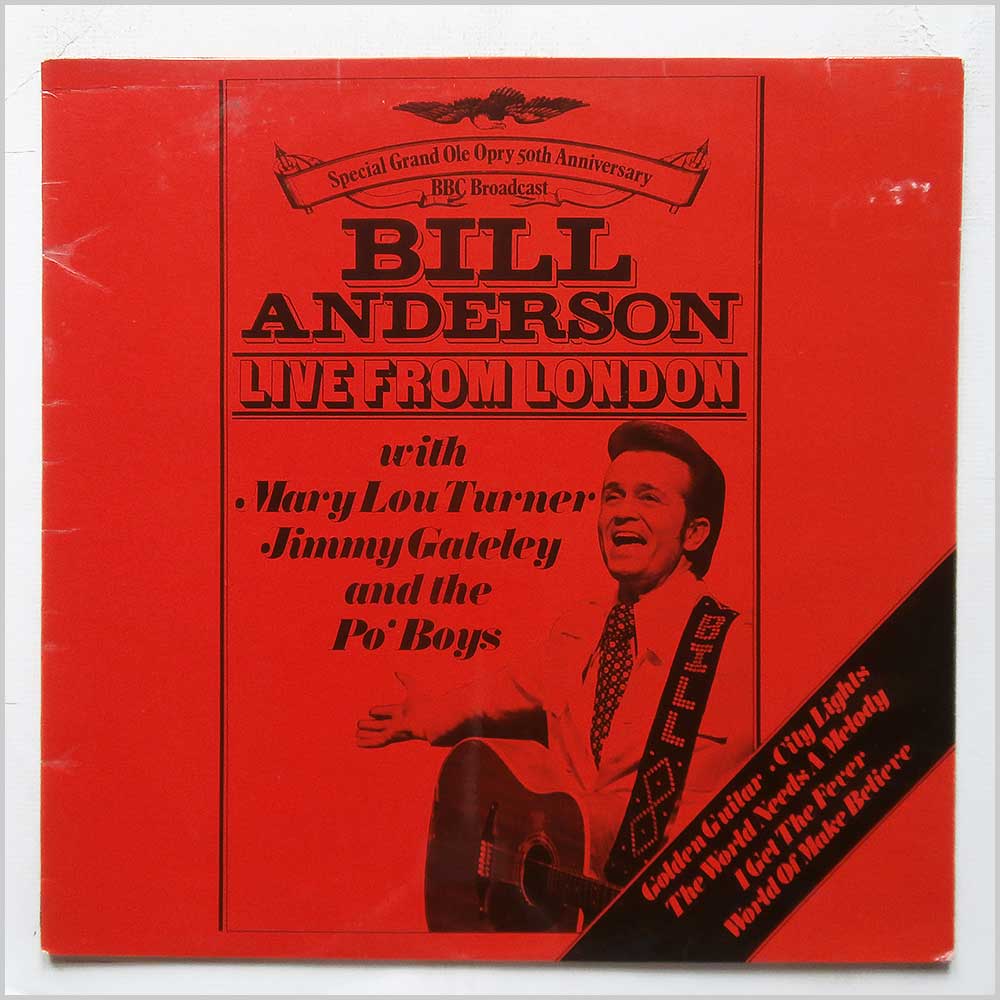 Special Grand Ole Opry 50th Anniversary
BBC Broadcast
BILL
ANDERSON
LIVE FROM LONDON
with
Mary Lou Turner
Jimmy Gateley
and the
Po' Boys
BILL
Golden Guitar · City Lights
The World Needs A Melody
I Get The Fever
World Of Make Believe